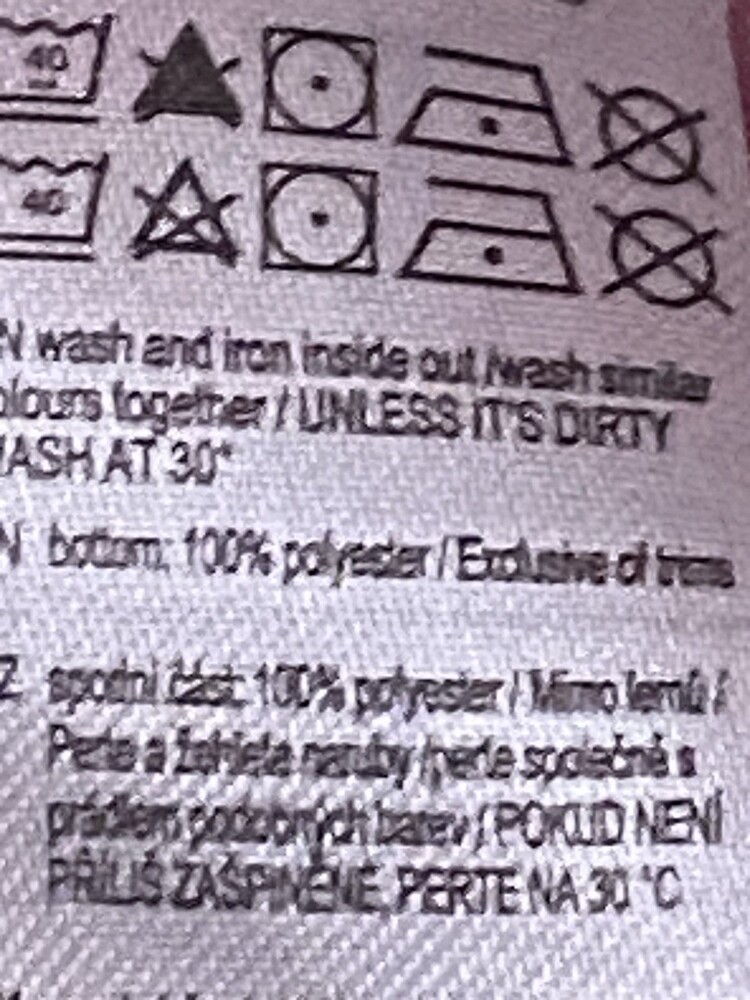 40
40
N wash and iron inside out /wash similar
olours together / UNLESS IT'S DIRTY
ASH AT 30°
N bottom: 100% polyester / Exclusive of trims
Z spodní část: 100% polyester / Mimo lemů /
Perte a žehlete naruby /perte společně s
prádlem podobných barev / POKUD NENÍ
PŘÍLIŠ ZAŠPINĚNÉ, PERTE NA 30 °C